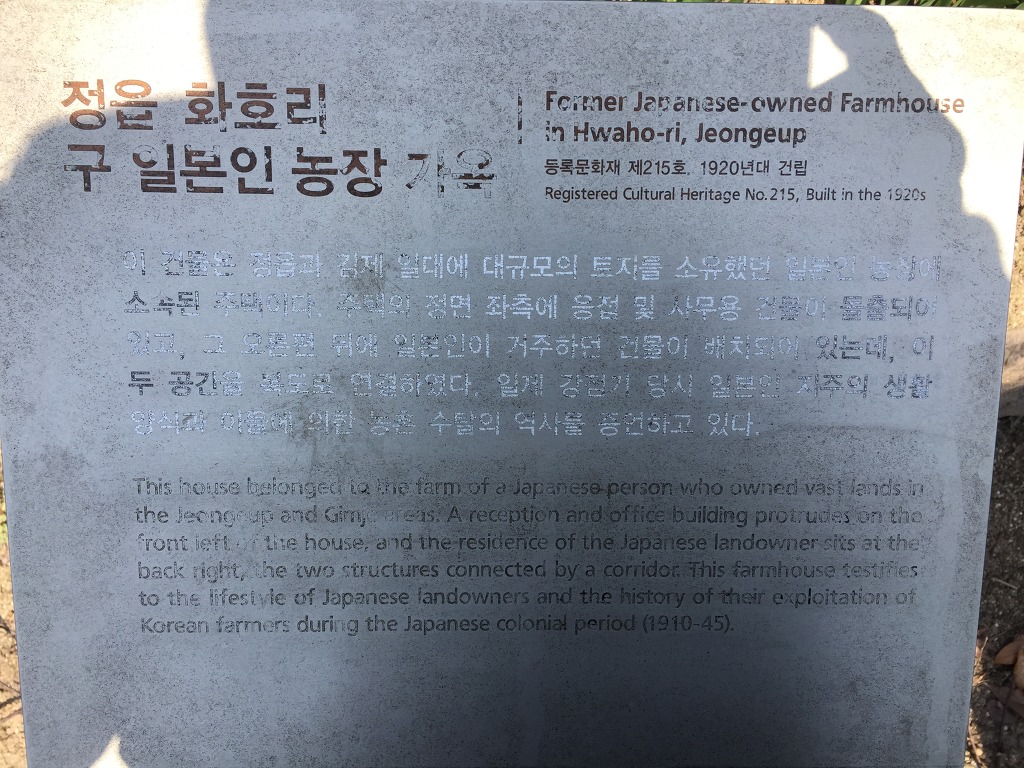 정읍 화호리
구 일본인 농장 가옥
Former Japanese-owned Farmhouse
in Hwaho-ri, Jeongeup
등록문화재 제215호, 1920년대 건립
Registered Cultural Heritage No.215, Built in the 1920s
이 건물은 정읍과 김제 일대에 대규모의 토지를 소유했던 일본인 농장에
소속된 주택이다. 주택의 정면 좌측에 응접 및 사무용 건물이 돌출되어
있고, 그 오른편 뒤에 일본인이 거주하던 건물이 배치되어 있는데, 이
두 공간을 복도로 연결하였다. 일제 강점기 당시 일본인 지주의 생활
양식과 이들에 의한 농촌 수탈의 역사를 증언하고 있다.
This house belonged to the farm of a Japanese person who owned vast lands in
the Jeongeup and Gimje areas. A reception and office building protrudes on the
front left of the house, and the residence of the Japanese landowner sits at the
back right, the two structures connected by a corridor. This farmhouse testifies
to the lifestyle of Japanese landowners and the history of their exploitation of
Korean farmers during the Japanese colonial period (1910-45).